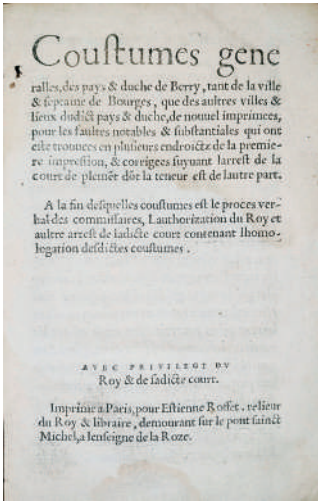 Couſtumes gene
ralles, des pays & duche de Berry, tant de la ville
& ſeptaine de Bourges, que des aultres villes &
lieux dudict pays & duche, de nouuel imprimees,
pour les faultes notables & ſubſtantiales qui ont
eſte trouuees en pluſieurs endroictz de la premie-
re impreſſion, & corrigees ſuyuant larreſt de la
court de plemēt dōt la teneur eſt de lautre part.
A la fin deſquelles couſtumes eſt le proces ver-
bal des commiſſaires, Lauthorization du Roy et
aultre arreſt de ladicte court contenant lhomo-
logation deſdictes couſtumes.
AVEC PRIVILEGE DV
Roy & de ladicte court.
Imprime a Paris, pour Eſtienne Roffet, relieur
du Roy & libraire, demourant ſur le pont ſainct
Michel, a lenſeigne de la Roze.